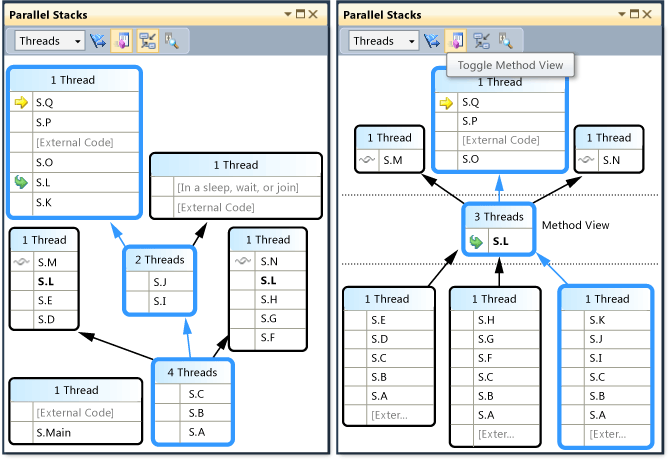 Parallel Stacks
Threads
1 Thread
S.Q
S.P
[External Code]
S.O
S.L
S.K
1 Thread
[In a sleep, wait, or join]
[External Code]
1 Thread
S.M
S.L
S.E
S.D
2 Threads
S.J
S.I
1 Thread
S.N
S.L
S.H
S.G
S.F
4 Threads
S.C
S.B
S.A
1 Thread
[External Code]
S.Main
Parallel Stacks
Threads
Toggle Method View
1 Thread
S.Q
S.P
[External Code]
S.O
1 Thread
S.M
1 Thread
S.N
3 Threads
S.L
Method View
1 Thread
S.E
S.D
S.C
S.B
S.A
[Exter...
1 Thread
S.H
S.G
S.F
S.C
S.B
S.A
[Exter...
1 Thread
S.K
S.J
S.I
S.C
S.B
S.A
[Exter...